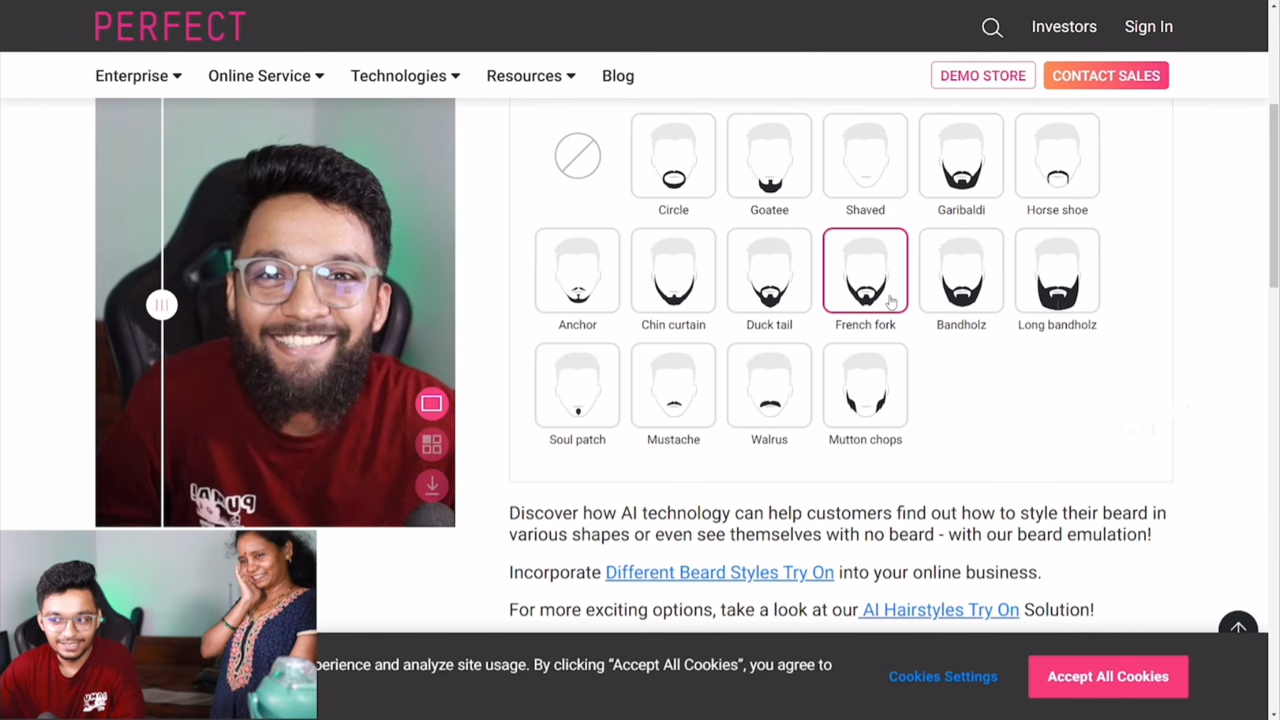 PERFECT
Investors
Sign In
Enterprise
Online Service
Technologies
Resources
Blog
DEMO STORE
CONTACT SALES
Circle
Goatee
Shaved
Garibaldi
Horse shoe
Anchor
Chin curtain
Duck tail
French fork
Bandholz
Long bandholz
Soul patch
Mustache
Walrus
Mutton chops
Discover how AI technology can help customers find out how to style their beard in
various shapes or even see themselves with no beard - with our beard emulation!
Incorporate Different Beard Styles Try On into your online business.
For more exciting options, take a look at our AI Hairstyles Try On Solution!
perience and analyze site usage. By clicking “Accept All Cookies”, you agree to
Cookies Settings
Accept All Cookies